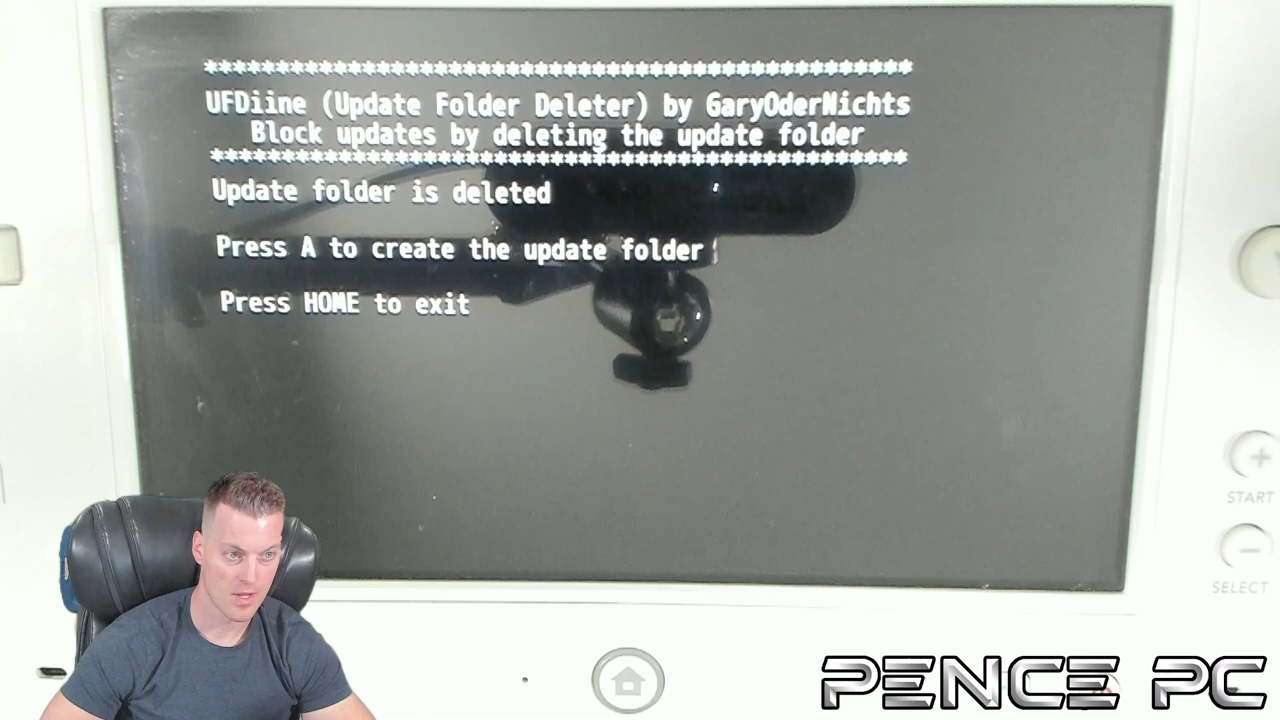 ***************************************************
UFDiine (Update Folder Deleter) by GaryOderNichts
Block updates by deleting the update folder
***************************************************
Update folder is deleted
Press A to create the update folder
Press HOME to exit
+
START
-
SELECT
PENCE PC